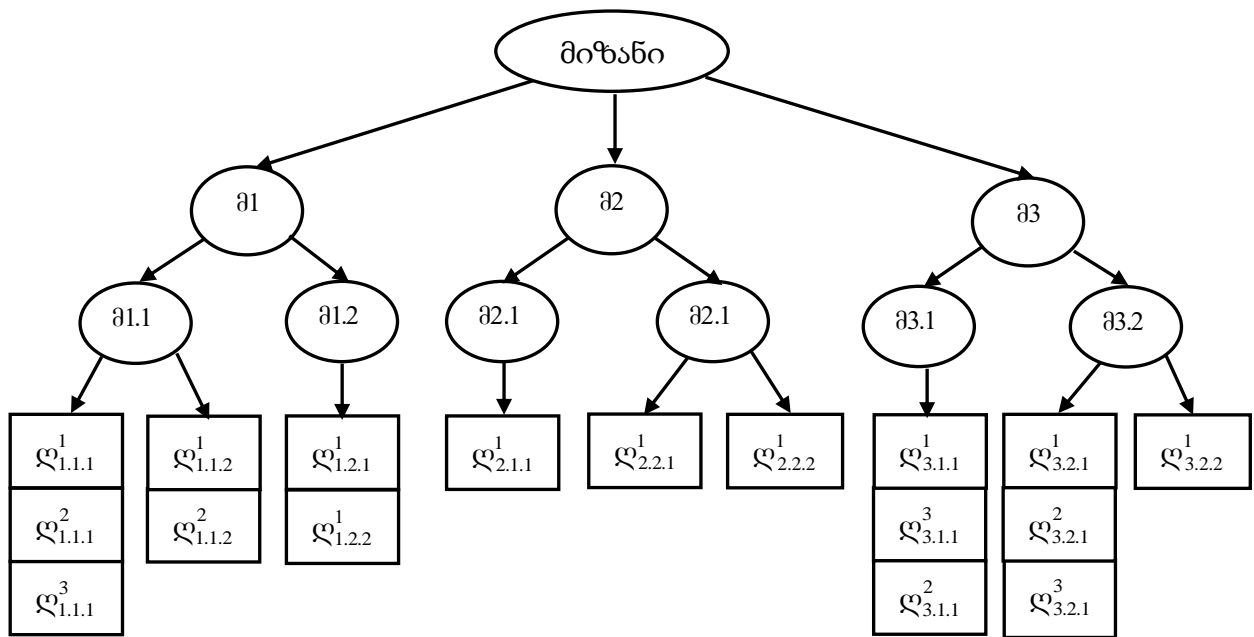 მიზანი
მ1 მ2 მ3
მ1.1 მ1.2 მ2.1 მ2.1 მ3.1 მ3.2
ღ¹₁.₁.₁ ღ¹₁.₁.₂ ღ¹₁.₂.₁ ღ¹₂.₁.₁ ღ¹₂.₂.₁ ღ¹₂.₂.₂ ღ¹₃.₁.₁ ღ¹₃.₂.₁ ღ¹₃.₂.₂
ღ²₁.₁.₁ ღ²₁.₁.₂ ღ¹₁.₂.₂ ღ³₃.₁.₁ ღ²₃.₂.₁
ღ³₁.₁.₁ ღ²₃.₁.₁ ღ³₃.₂.₁